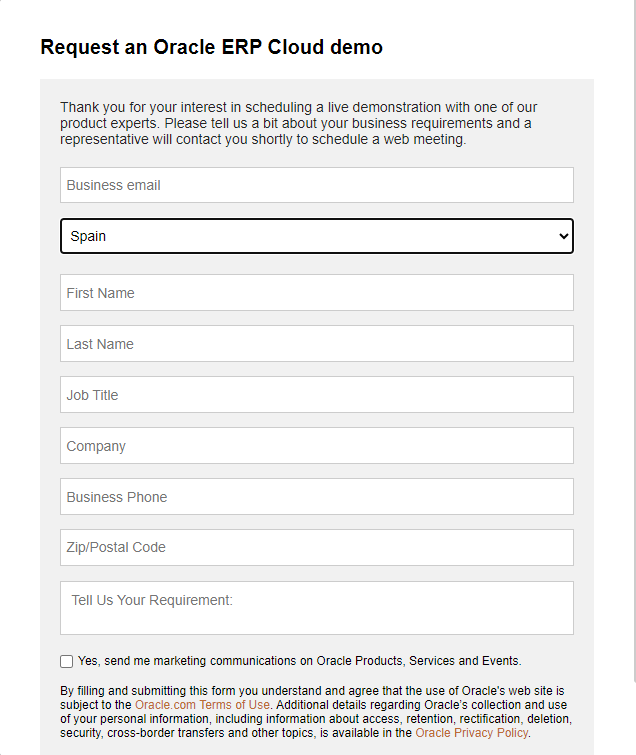 Request an Oracle ERP Cloud demo
Thank you for your interest in scheduling a live demonstration with one of our
product experts. Please tell us a bit about your business requirements and a
representative will contact you shortly to schedule a web meeting.
Business email
Spain
First Name
Last Name
Job Title
Company
Business Phone
Zip/Postal Code
Tell Us Your Requirement:
Yes, send me marketing communications on Oracle Products, Services and Events.
By filling and submitting this form you understand and agree that the use of Oracle's web site is
subject to the Oracle.com Terms of Use. Additional details regarding Oracle's collection and use
of your personal information, including information about access, retention, rectification, deletion,
security, cross-border transfers and other topics, is available in the Oracle Privacy Policy.